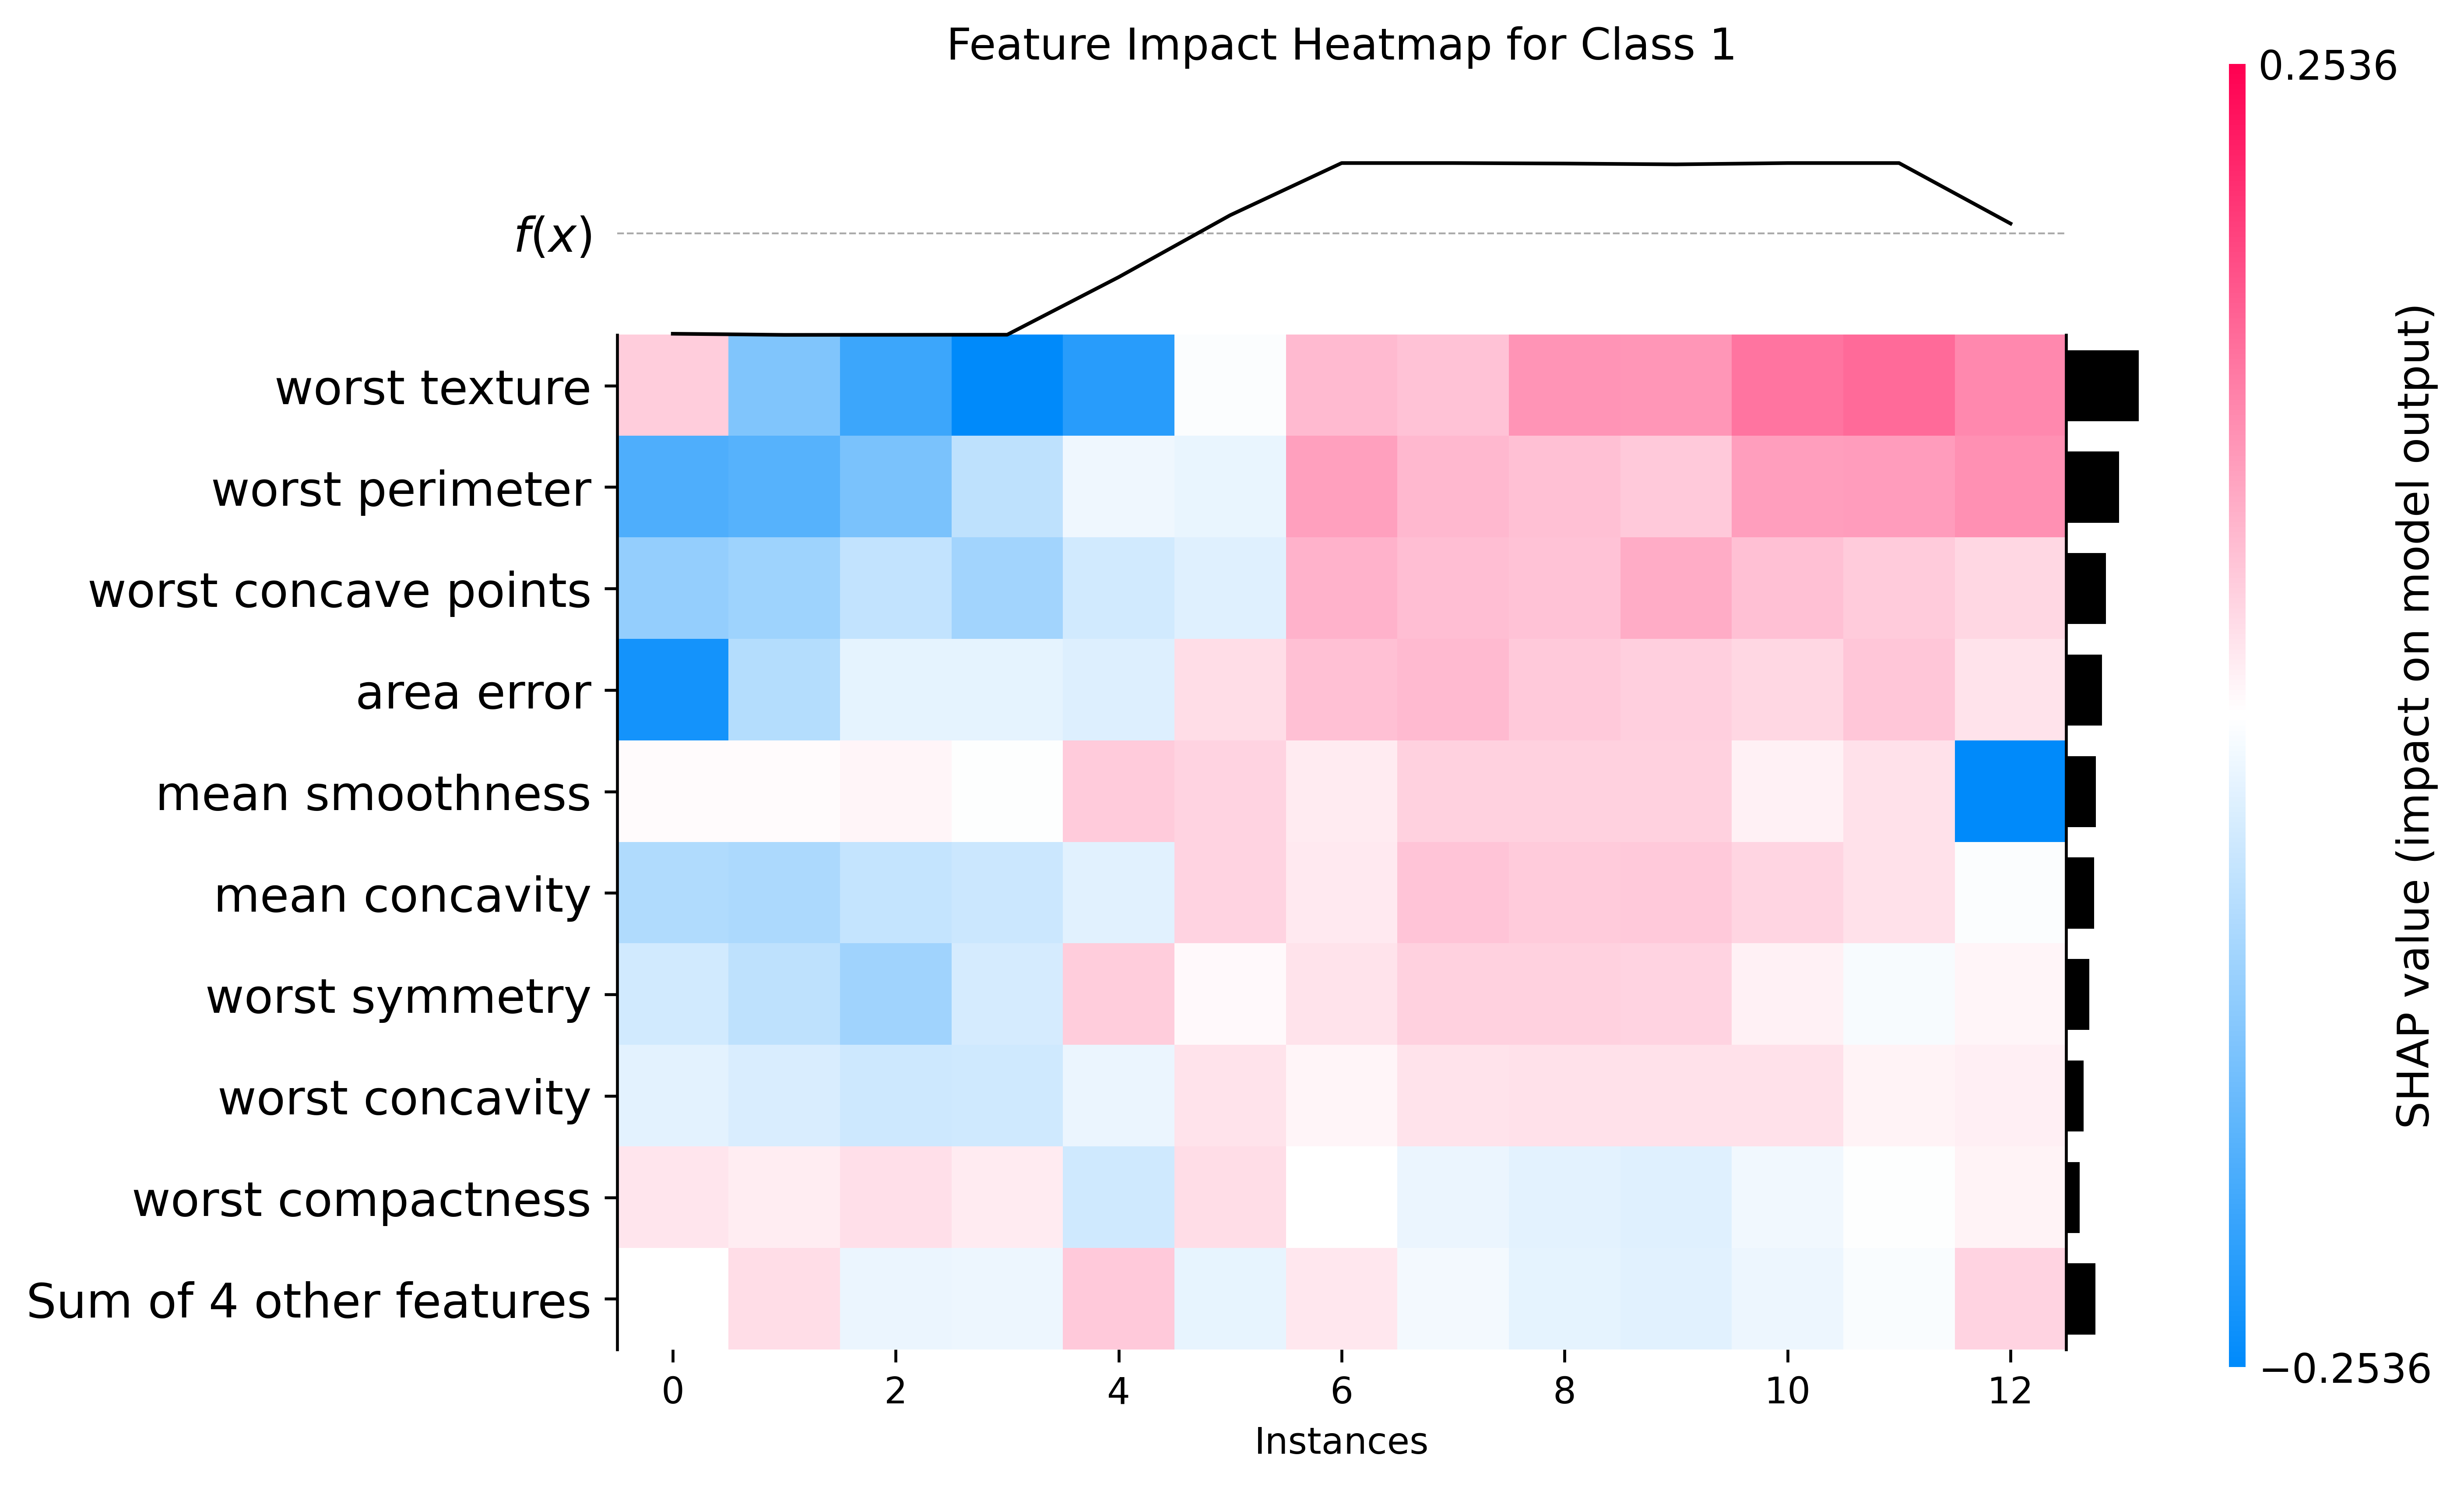 Feature Impact Heatmap for Class 1
0.2536
f(x)
worst texture
worst perimeter
worst concave points
area error
mean smoothness
mean concavity
worst symmetry
worst concavity
worst compactness
Sum of 4 other features
SHAP value (impact on model output)
−0.2536
0 2 4 6 8 10 12
Instances